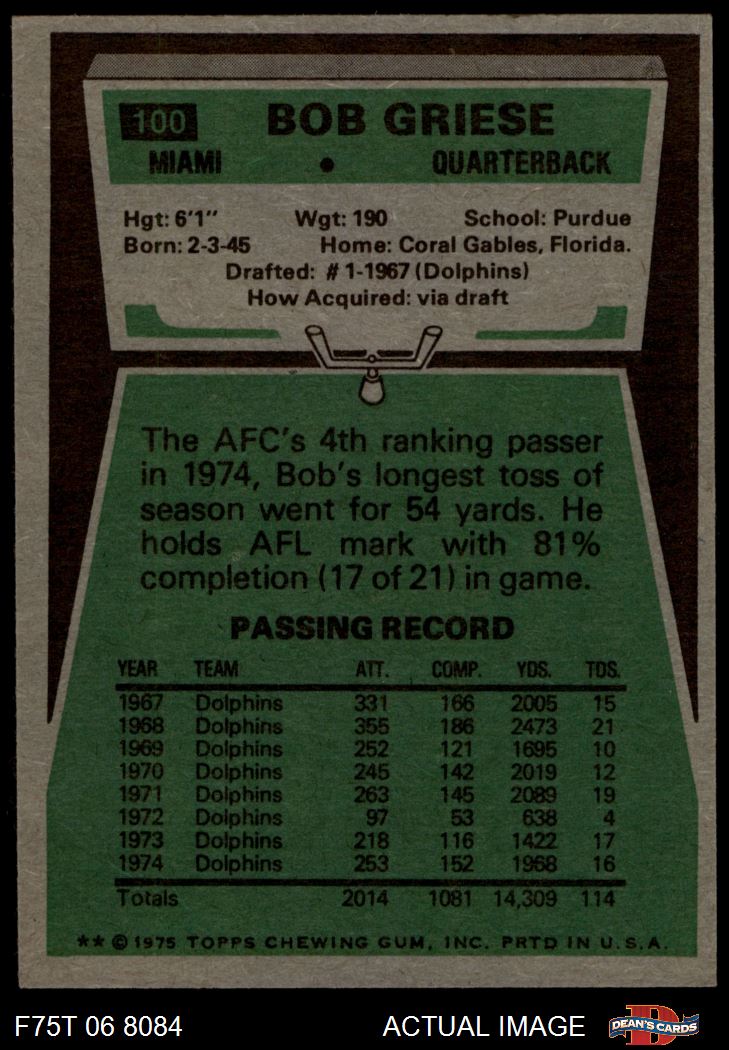 100 BOB GRIESE
MIAMI • QUARTERBACK
Hgt: 6'1" Wgt: 190 School: Purdue
Born: 2-3-45 Home: Coral Gables, Florida.
Drafted: #1-1967 (Dolphins)
How Acquired: via draft
The AFC's 4th ranking passer
in 1974, Bob's longest toss of
season went for 54 yards. He
holds AFL mark with 81%
completion (17 of 21) in game.
PASSING RECORD
YEAR TEAM ATT. COMP. YDS. TDS.
1967 Dolphins 331 166 2005 15
1968 Dolphins 355 186 2473 21
1969 Dolphins 252 121 1695 10
1970 Dolphins 245 142 2019 12
1971 Dolphins 263 145 2089 19
1972 Dolphins 97 53 638 4
1973 Dolphins 218 116 1422 17
1974 Dolphins 253 152 1968 16
Totals 2014 1081 14,309 114
** © 1975 TOPPS CHEWING GUM, INC. PRTD IN U.S.A.
F75T 06 8084 ACTUAL IMAGE D DEAN'S CARDS